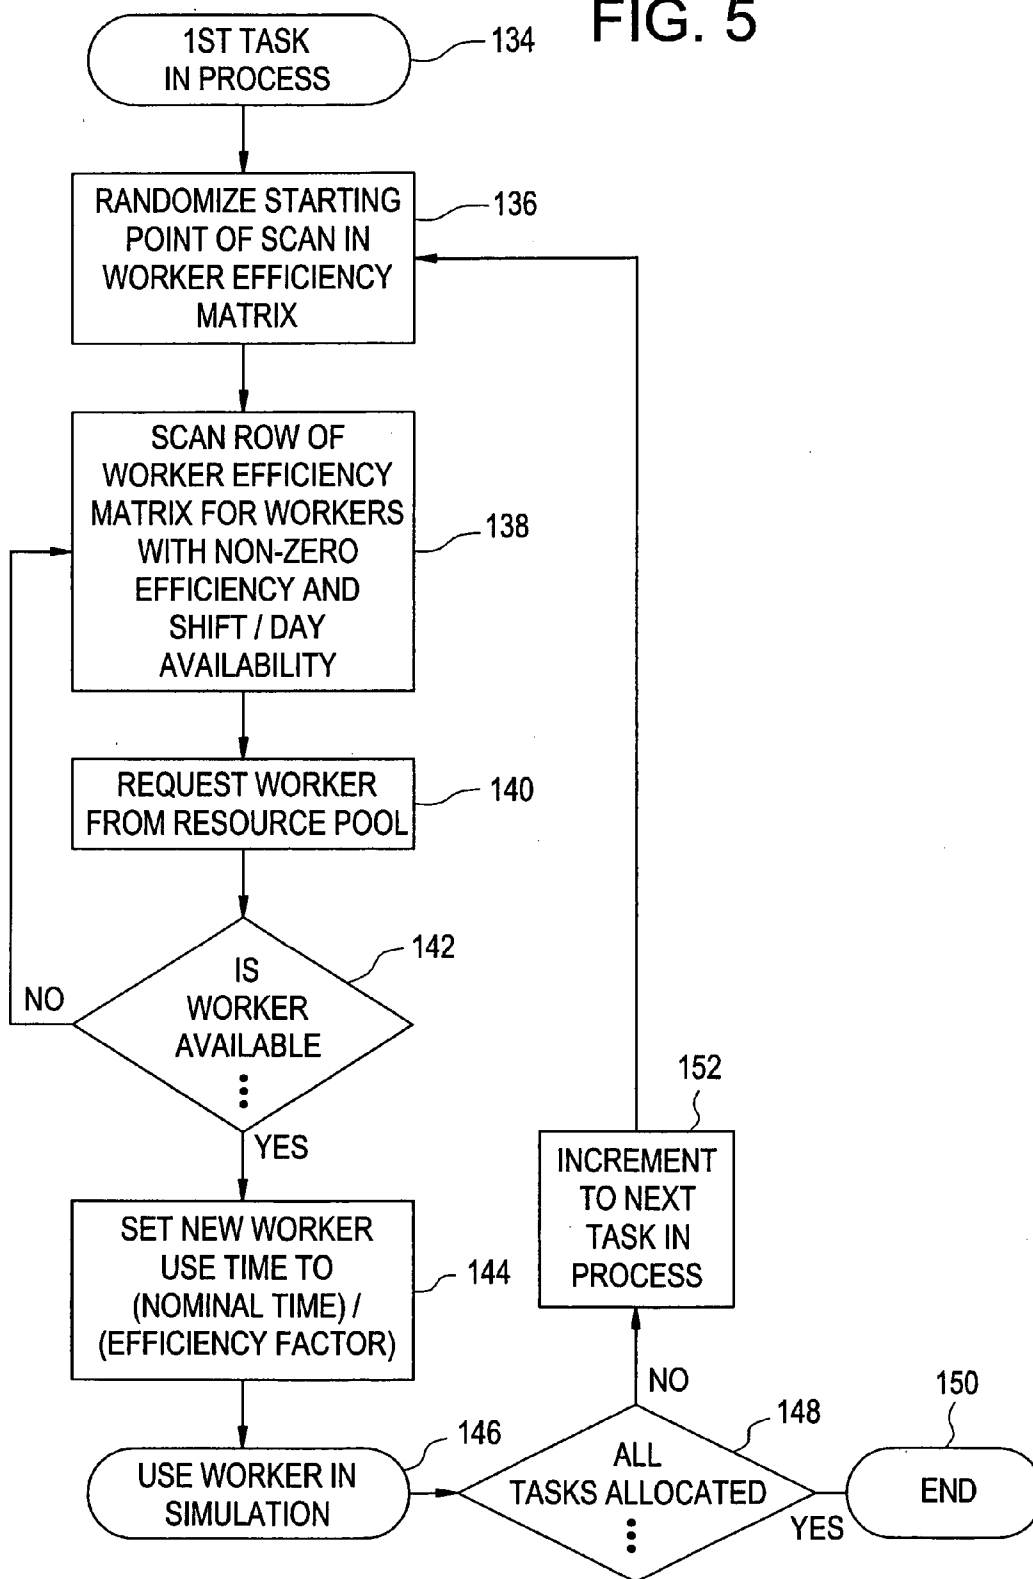 FIG. 5
1ST TASK
IN PROCESS
134
RANDOMIZE STARTING
POINT OF SCAN IN
WORKER EFFICIENCY
MATRIX
136
SCAN ROW OF
WORKER EFFICIENCY
MATRIX FOR WORKERS
WITH NON-ZERO
EFFICIENCY AND
SHIFT / DAY
AVAILABILITY
138
REQUEST WORKER
FROM RESOURCE POOL
140
IS
WORKER
AVAILABLE
142
NO
YES
SET NEW WORKER
USE TIME TO
(NOMINAL TIME) /
(EFFICIENCY FACTOR)
144
USE WORKER IN
SIMULATION
146
ALL
TASKS ALLOCATED
148
NO
YES
INCREMENT
TO NEXT
TASK IN
PROCESS
152
END
150